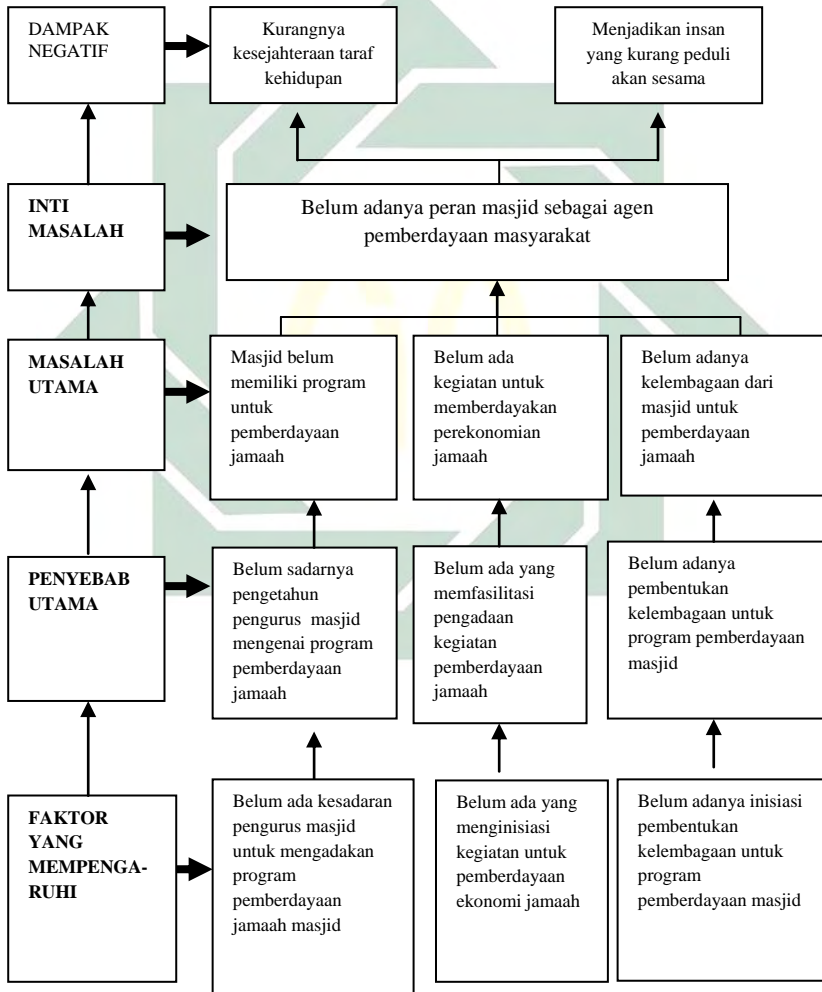 DAMPAK
NEGATIF
Kurangnya
kesejahteraan taraf
kehidupan
Menjadikan insan
yang kurang peduli
akan sesama
INTI
MASALAH
Belum adanya peran masjid sebagai agen
pemberdayaan masyarakat
MASALAH
UTAMA
Masjid belum
memiliki program
untuk
pemberdayaan
jamaah
Belum ada
kegiatan untuk
memberdayakan
perekonomian
jamaah
Belum adanya
kelembagaan dari
masjid untuk
pemberdayaan
jamaah
PENYEBAB
UTAMA
Belum sadarnya
pengetahun
pengurus masjid
mengenai program
pemberdayaan
jamaah
Belum ada yang
memfasilitasi
pengadaan
kegiatan
pemberdayaan
jamaah
Belum adanya
pembentukan
kelembagaan untuk
program pemberdayaan
masjid
FAKTOR
YANG
MEMPENGA-
RUHI
Belum ada kesadaran
pengurus masjid
untuk mengadakan
program
pemberdayaan
jamaah masjid
Belum ada yang
menginisiasi
kegiatan untuk
pemberdayaan
ekonomi jamaah
Belum adanya inisiasi
pembentukan
kelembagaan untuk
program
pemberdayaan masjid